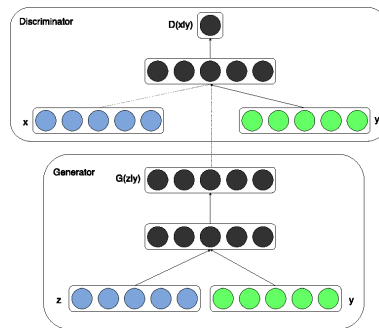 Discriminator
D(x|y)
x
y
Generator
G(z|y)
z
y